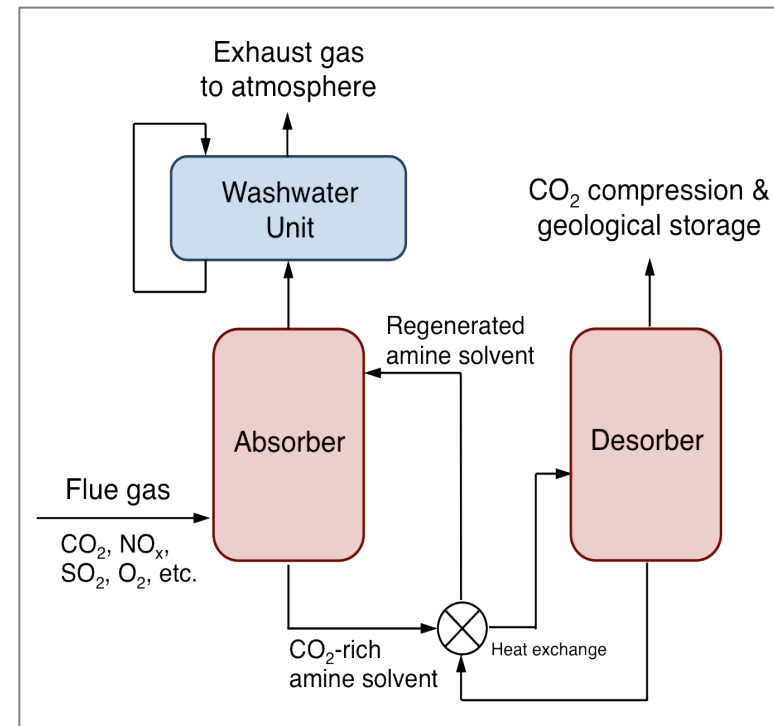 Exhaust gas
to atmosphere
Washwater
Unit
CO₂ compression &
geological storage
Regenerated
amine solvent
Absorber
Desorber
Flue gas
CO₂, NOₓ,
SO₂, O₂, etc.
CO₂-rich
amine solvent
Heat exchange